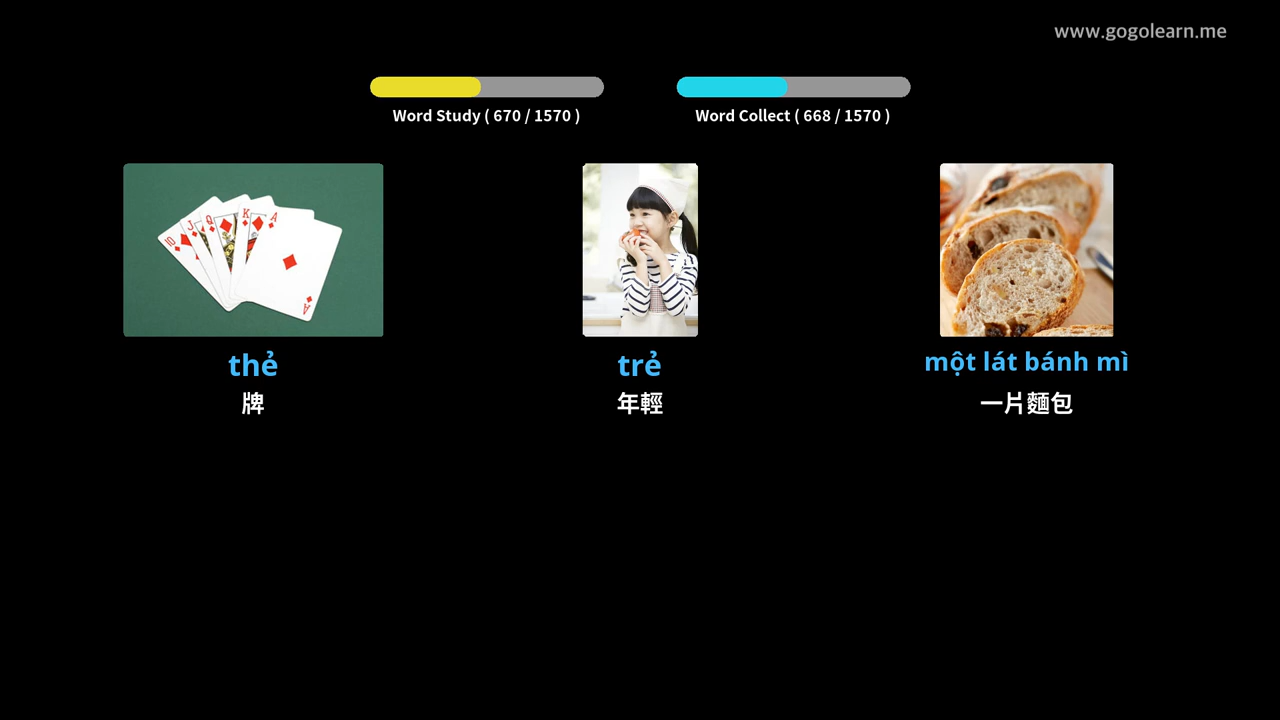 www.gogolearn.me
Word Study ( 670 / 1570 )
Word Collect ( 668 / 1570 )
10 J Q K A
A
thẻ
trẻ
một lát bánh mì
牌
年輕
一片麵包